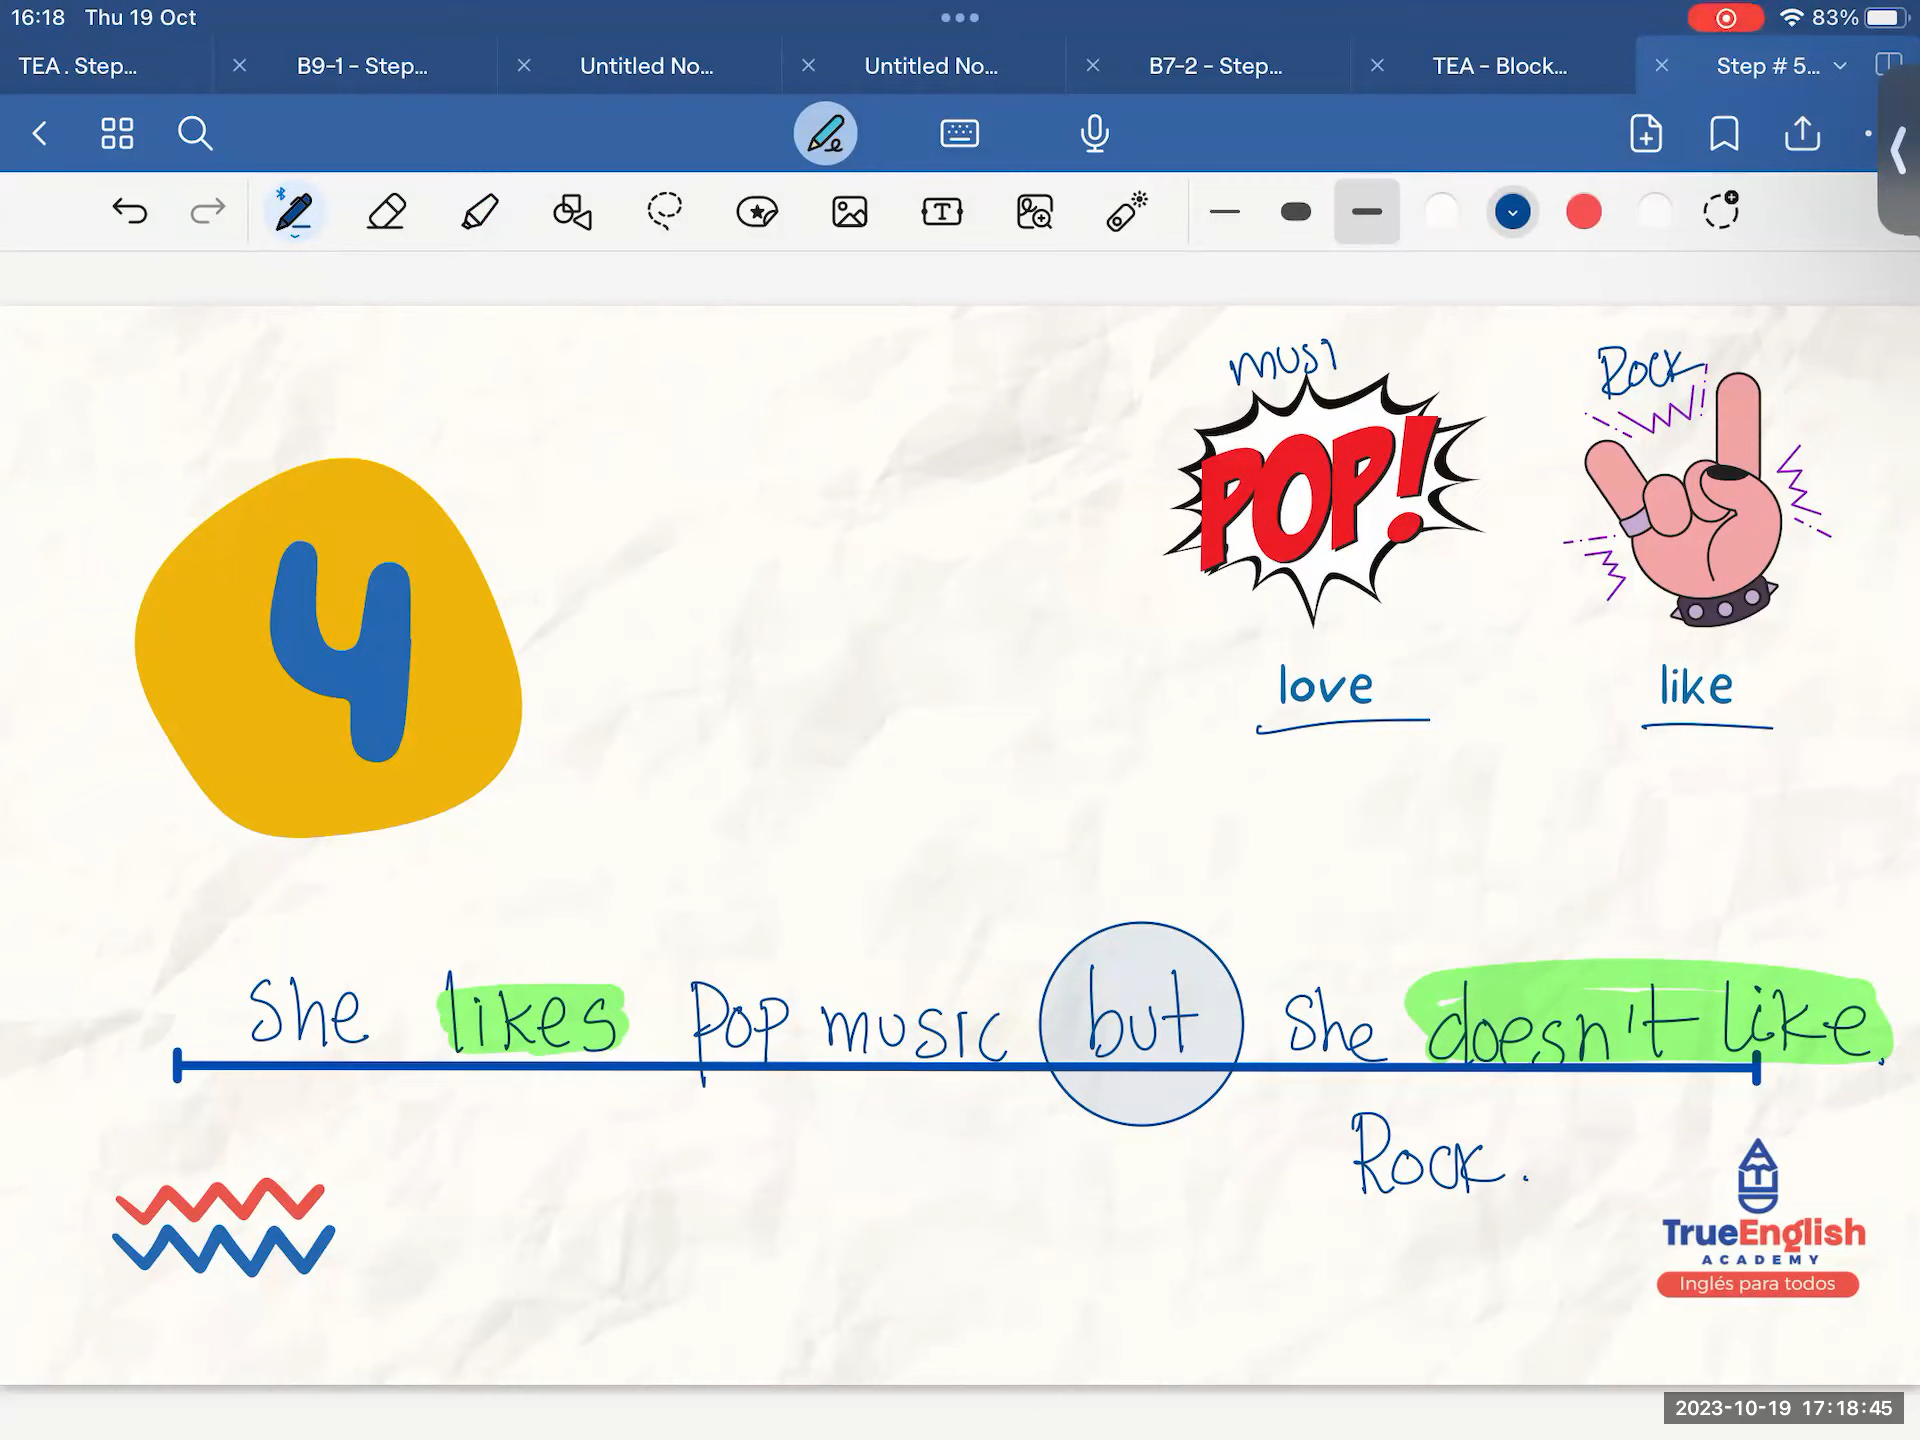 16:18 Thu 19 Oct
83%
TEA . Step...
B9-1 - Step...
Untitled No...
Untitled No...
B7-2 - Step...
TEA - Block...
Step # 5...
musi
Rock
POP!
4
love
like
She likes Pop music but She doesn't like.
Rock.
TrueEnglish
ACADEMY
Inglés para todos
2023-10-19 17:18:45